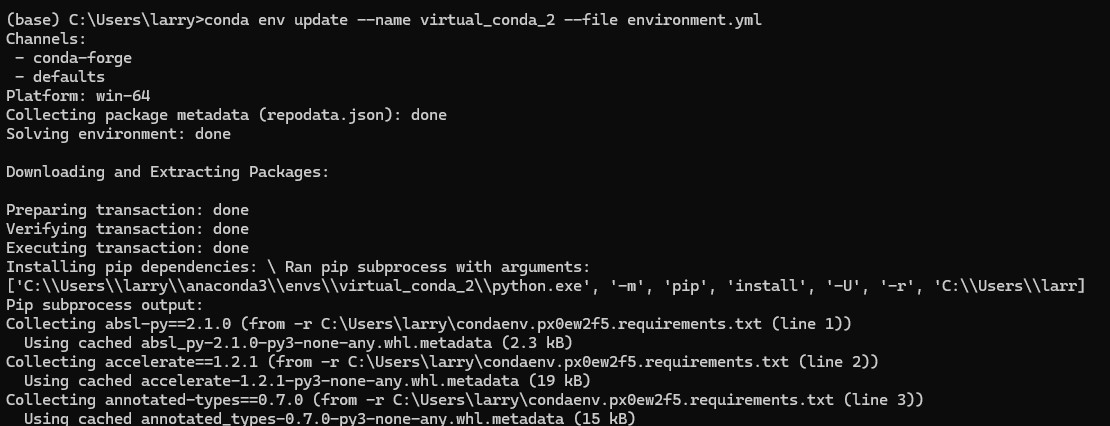 (base) C:\Users\larry>conda env update --name virtual_conda_2 --file environment.yml
Channels:
 - conda-forge
 - defaults
Platform: win-64
Collecting package metadata (repodata.json): done
Solving environment: done
Downloading and Extracting Packages:
Preparing transaction: done
Verifying transaction: done
Executing transaction: done
Installing pip dependencies: \ Ran pip subprocess with arguments:
['C:\\Users\\larry\\anaconda3\\envs\\virtual_conda_2\\python.exe', '-m', 'pip', 'install', '-U', '-r', 'C:\\Users\\larr]
Pip subprocess output:
Collecting absl-py==2.1.0 (from -r C:\Users\larry\condaenv.px0ew2f5.requirements.txt (line 1))
  Using cached absl_py-2.1.0-py3-none-any.whl.metadata (2.3 kB)
Collecting accelerate==1.2.1 (from -r C:\Users\larry\condaenv.px0ew2f5.requirements.txt (line 2))
  Using cached accelerate-1.2.1-py3-none-any.whl.metadata (19 kB)
Collecting annotated-types==0.7.0 (from -r C:\Users\larry\condaenv.px0ew2f5.requirements.txt (line 3))
  Using cached annotated_types-0.7.0-py3-none-any.whl.metadata (15 kB)